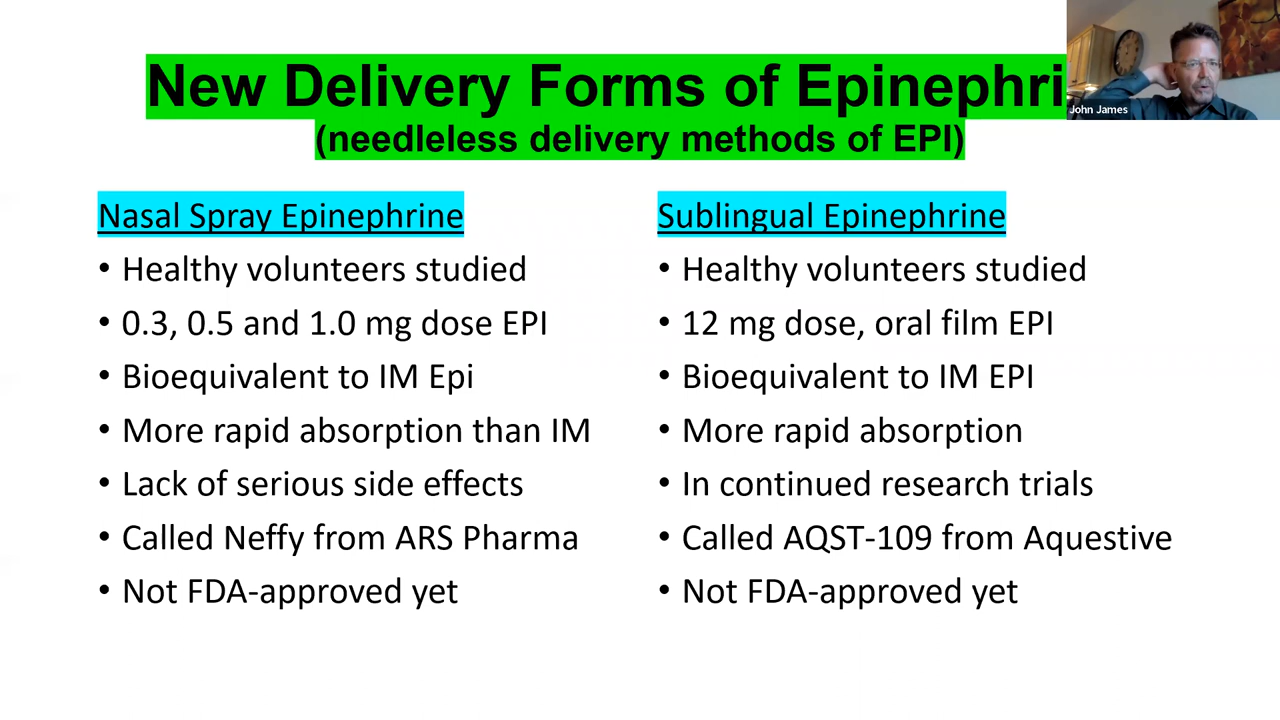 New Delivery Forms of Epinephri
(needleless delivery methods of EPI)
John James
Nasal Spray Epinephrine
• Healthy volunteers studied
• 0.3, 0.5 and 1.0 mg dose EPI
• Bioequivalent to IM Epi
• More rapid absorption than IM
• Lack of serious side effects
• Called Neffy from ARS Pharma
• Not FDA-approved yet
Sublingual Epinephrine
• Healthy volunteers studied
• 12 mg dose, oral film EPI
• Bioequivalent to IM EPI
• More rapid absorption
• In continued research trials
• Called AQST-109 from Aquestive
• Not FDA-approved yet